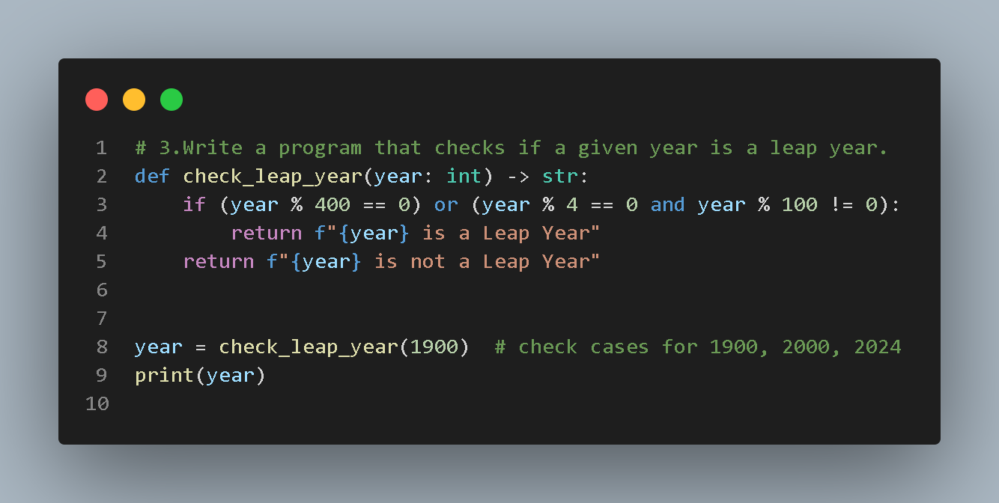 1 # 3.Write a program that checks if a given year is a leap year.
2 def check_leap_year(year: int) -> str:
3     if (year % 400 == 0) or (year % 4 == 0 and year % 100 != 0):
4         return f"{year} is a Leap Year"
5     return f"{year} is not a Leap Year"
6
7
8 year = check_leap_year(1900)  # check cases for 1900, 2000, 2024
9 print(year)
10